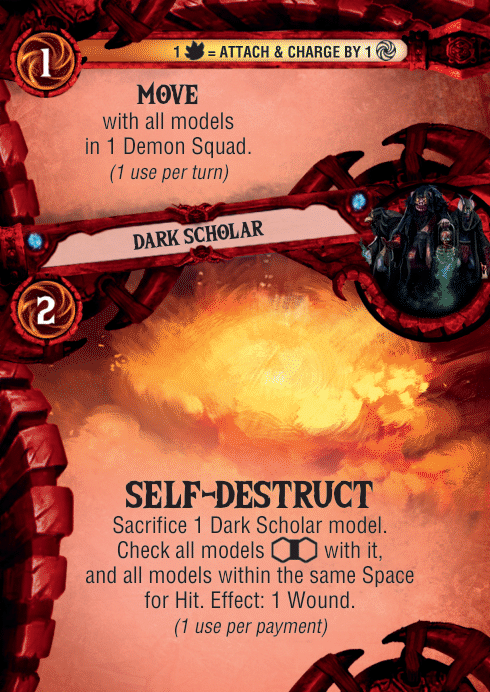 1
1 = ATTACH & CHARGE BY 1
MOVE
with all models
in 1 Demon Squad.
(1 use per turn)
DARK SCHOLAR
2
SELF-DESTRUCT
Sacrifice 1 Dark Scholar model.
Check all models with it,
and all models within the same Space
for Hit. Effect: 1 Wound.
(1 use per payment)